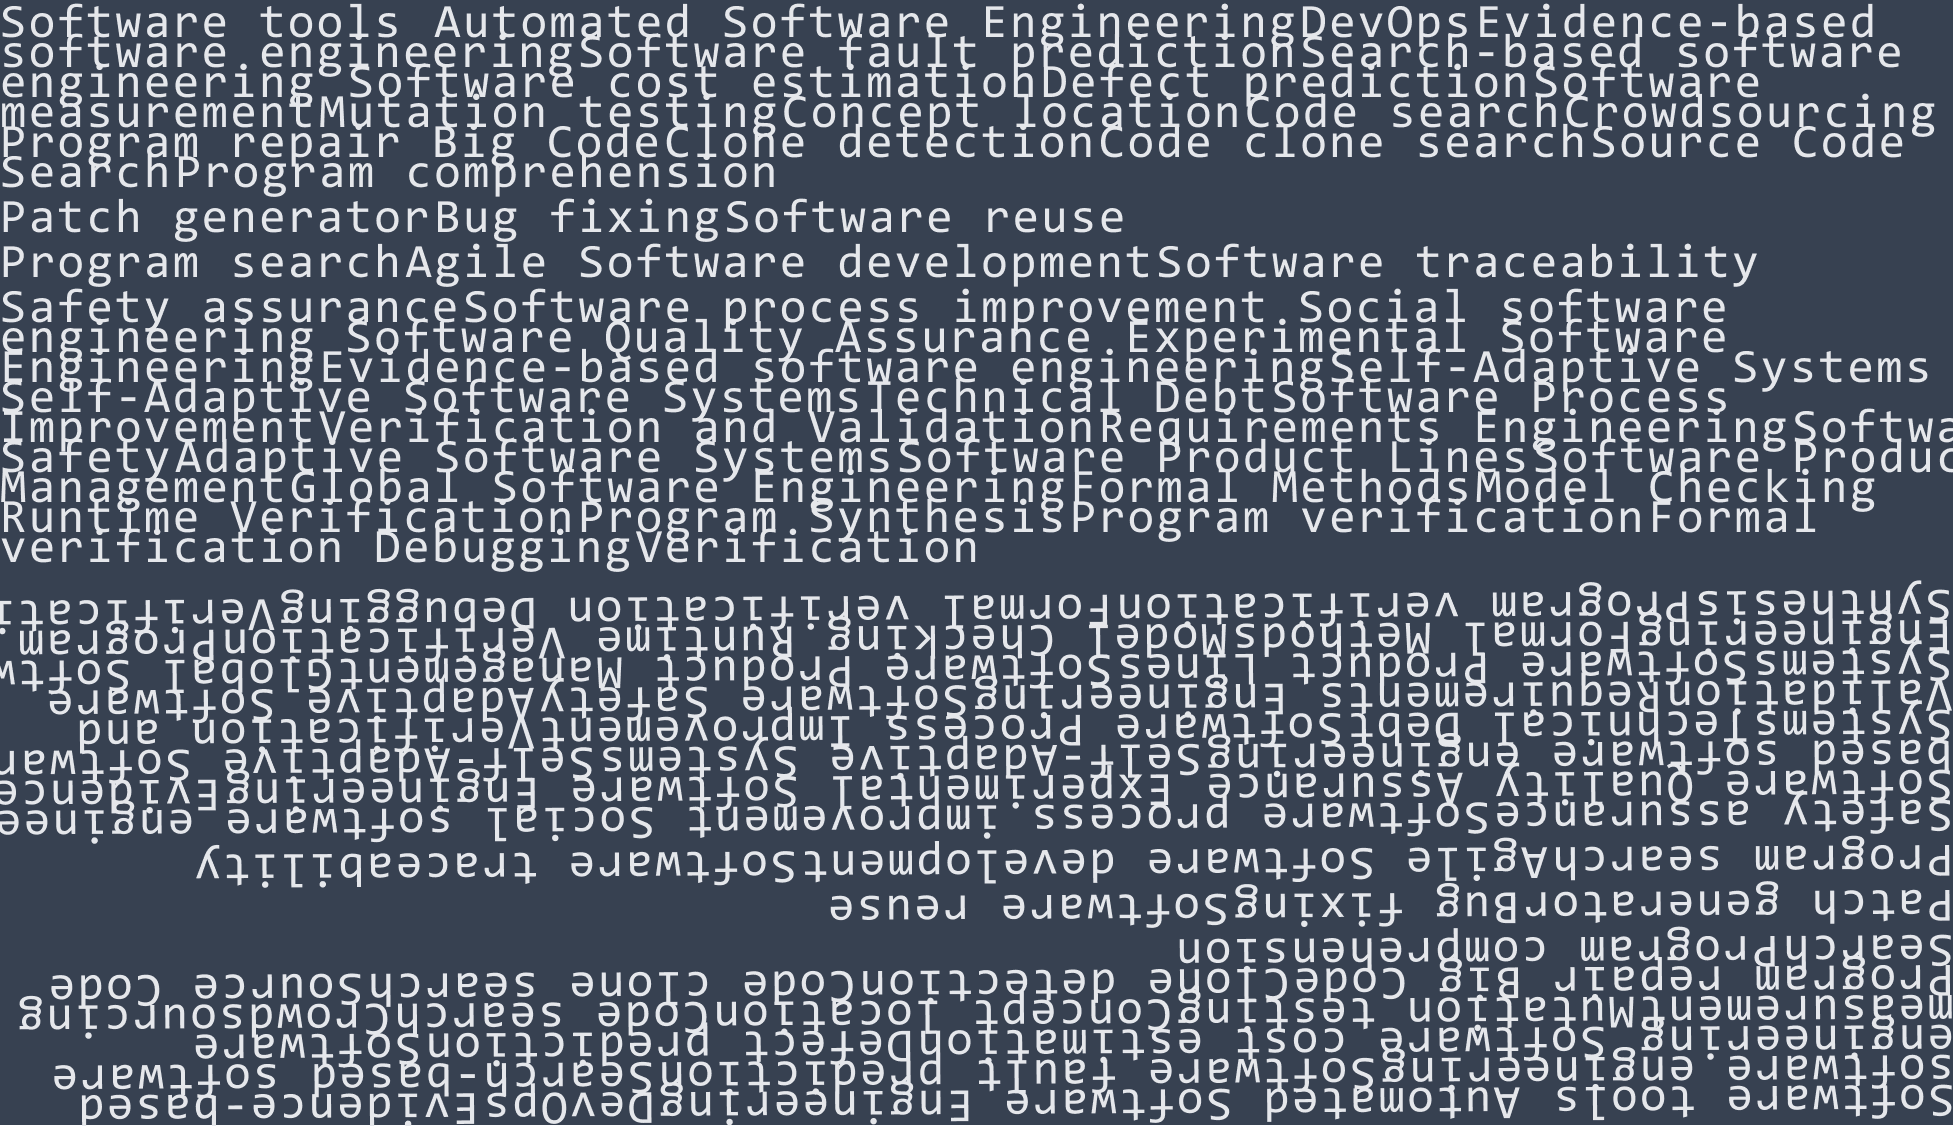 Software tools Automated Software EngineeringDevOpsEvidence-based
software engineeringSoftware fault predictionSearch-based software
engineering Software cost estimationDefect predictionSoftware
measurementMutation testingConcept locationCode searchCrowdsourcing
Program repair Big CodeClone detectionCode clone searchSource Code
SearchProgram comprehension
Patch generatorBug fixingSoftware reuse
Program searchAgile Software developmentSoftware traceability
Safety assuranceSoftware process improvement Social software
engineering Software Quality Assurance Experimental Software
EngineeringEvidence-based software engineeringSelf-Adaptive Systems
Self-Adaptive Software SystemsTechnical DebtSoftware Process
ImprovementVerification and ValidationRequirements EngineeringSoftwa
SafetyAdaptive Software SystemsSoftware Product LinesSoftware Produc
ManagementGlobal Software EngineeringFormal MethodsModel Checking
Runtime VerificationProgram SynthesisProgram verificationFormal
verification DebuggingVerification
Software tools Automated Software EngineeringDevOpsEvidence-based
software engineeringSoftware fault predictionSearch-based software
engineering Software cost estimationDefect predictionSoftware
measurementMutation testingConcept locationCode searchCrowdsourcing
Program repair Big CodeClone detectionCode clone searchSource Code
SearchProgram comprehension
Patch generatorBug fixingSoftware reuse
Program searchAgile Software developmentSoftware traceability
Safety assuranceSoftware process improvement Social software enginee
Software Quality Assurance Experimental Software EngineeringEvidence
based software engineeringSelf-Adaptive SystemsSelf-Adaptive Softwar
SystemsTechnical DebtSoftware Process ImprovementVerification and
ValidationRequirements EngineeringSoftware SafetyAdaptive Software
SystemsSoftware Product LinesSoftware Product ManagementGlobal Softw
EngineeringFormal MethodsModel Checking Runtime VerificationProgram
SynthesisProgram verificationFormal verification DebuggingVerificati